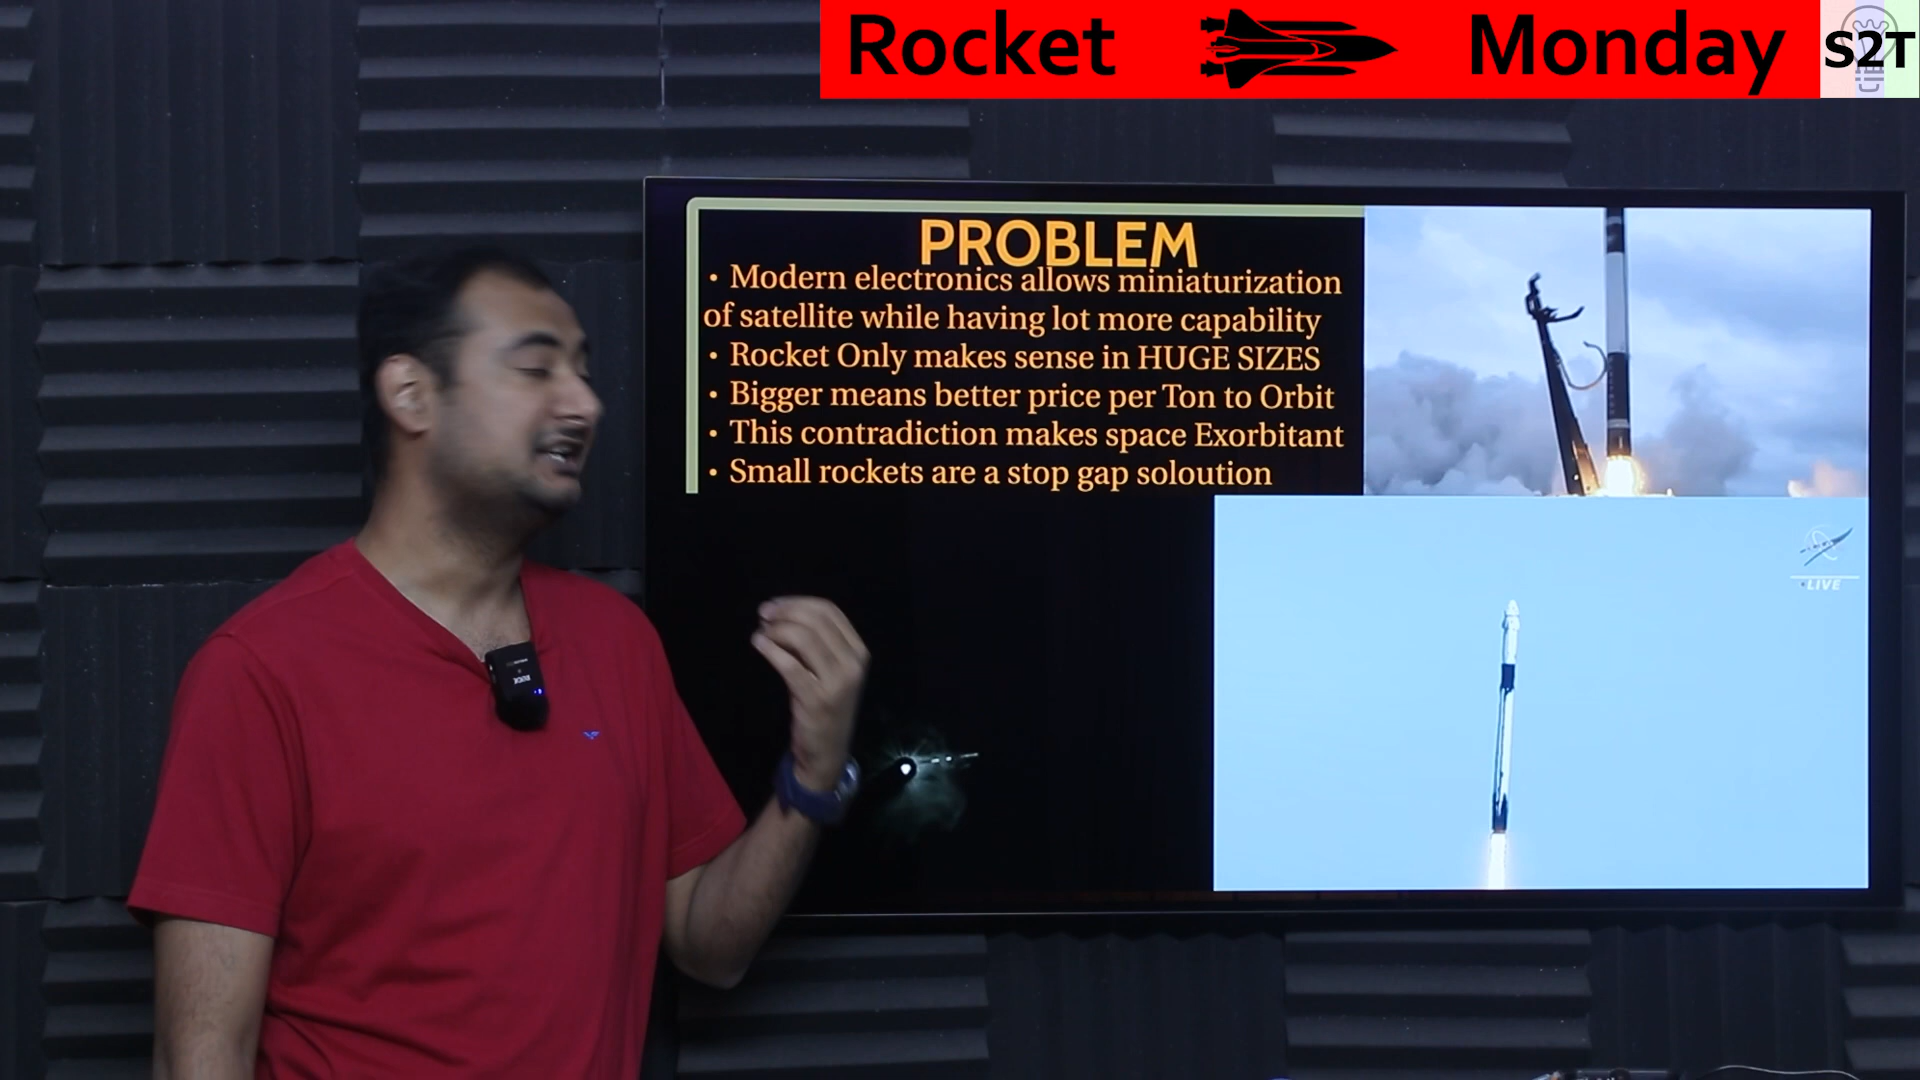 Rocket Monday S2T
PROBLEM
• Modern electronics allows miniaturization
of satellite while having lot more capability
• Rocket Only makes sense in HUGE SIZES
• Bigger means better price per Ton to Orbit
• This contradiction makes space Exorbitant
• Small rockets are a stop gap soloution
LIVE
RODE